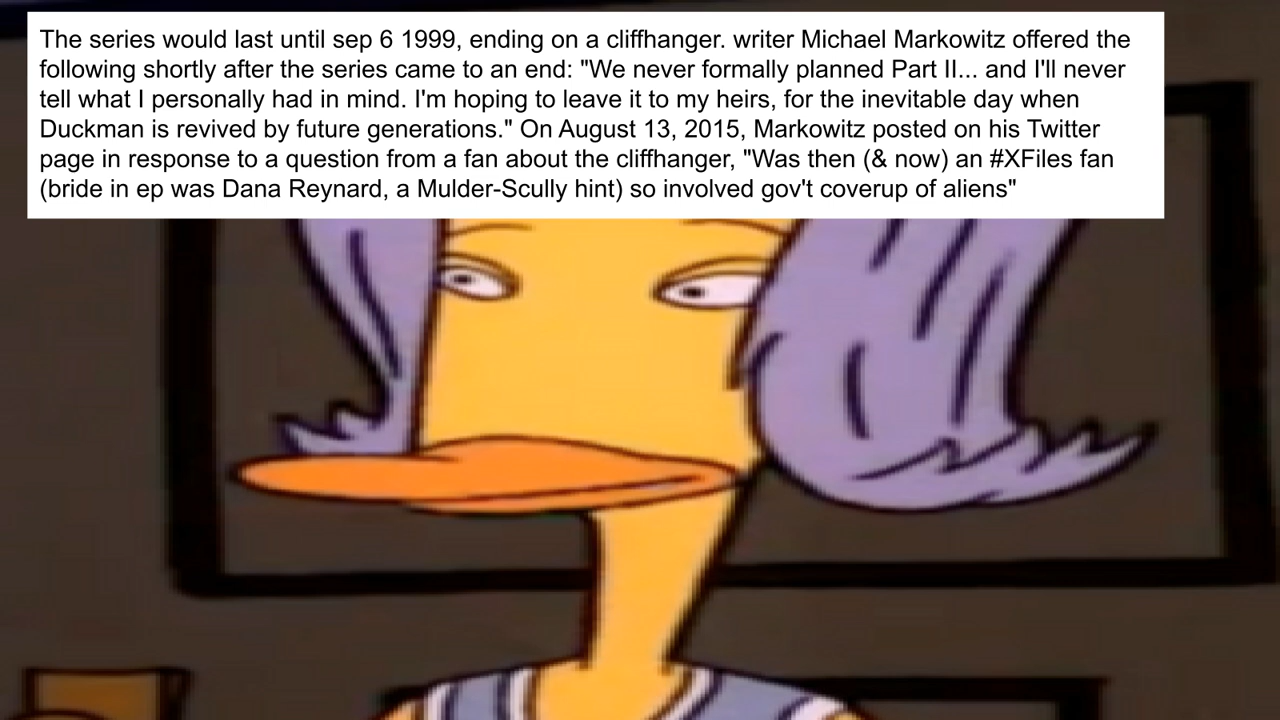 The series would last until sep 6 1999, ending on a cliffhanger. writer Michael Markowitz offered the
following shortly after the series came to an end: "We never formally planned Part II... and I'll never
tell what I personally had in mind. I'm hoping to leave it to my heirs, for the inevitable day when
Duckman is revived by future generations." On August 13, 2015, Markowitz posted on his Twitter
page in response to a question from a fan about the cliffhanger, "Was then (& now) an #XFiles fan
(bride in ep was Dana Reynard, a Mulder-Scully hint) so involved gov't coverup of aliens"